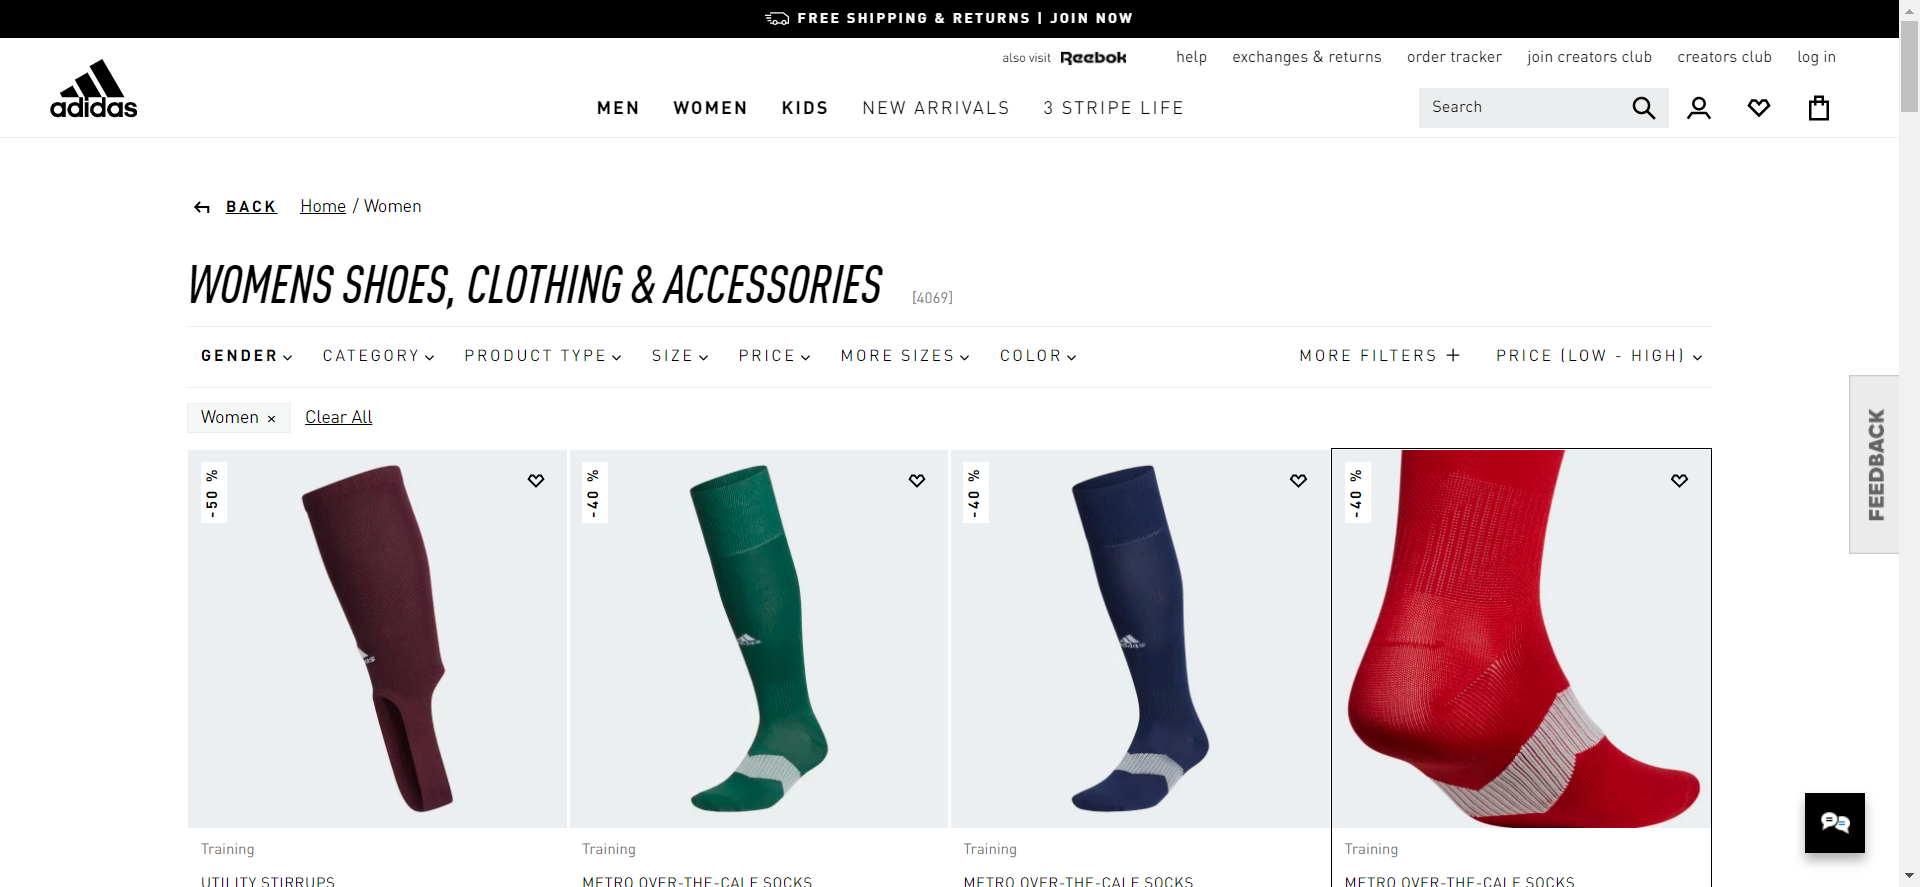 FREE SHIPPING & RETURNS | JOIN NOW
also visit Reebok help exchanges & returns order tracker join creators club creators club log in
adidas
MEN WOMEN KIDS NEW ARRIVALS 3 STRIPE LIFE Search
BACK Home / Women
WOMENS SHOES, CLOTHING & ACCESSORIES [4069]
GENDER CATEGORY PRODUCT TYPE SIZE PRICE MORE SIZES COLOR MORE FILTERS + PRICE (LOW - HIGH)
Women × Clear All
FEEDBACK
-50 % -40 % -40 % -40 %
adidas adidas
Training Training Training Training
UTILITY STIRRUPS METRO OVER-THE-CALF SOCKS METRO OVER-THE-CALF SOCKS METRO OVER-THE-CALF SOCKS